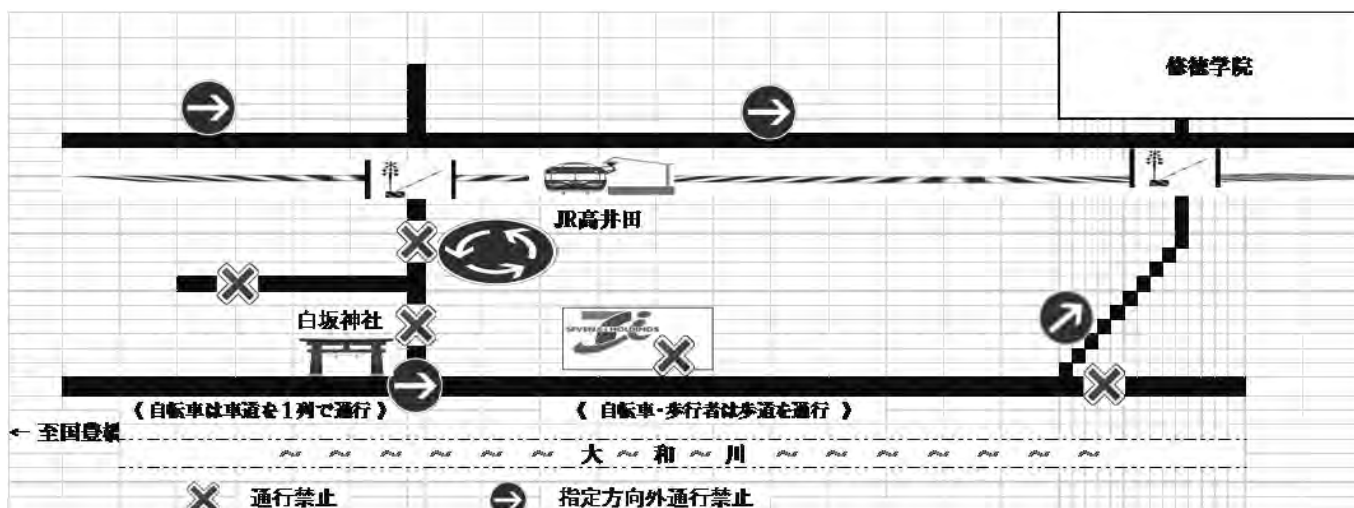 修徳学院
JR高井田
白坂神社
《 自転車は車道を1列で通行 》
《 自転車・歩行者は歩道を通行 》
← 至国豊橋
大 ～ 和 ～ 川
通行禁止
指定方向外通行禁止